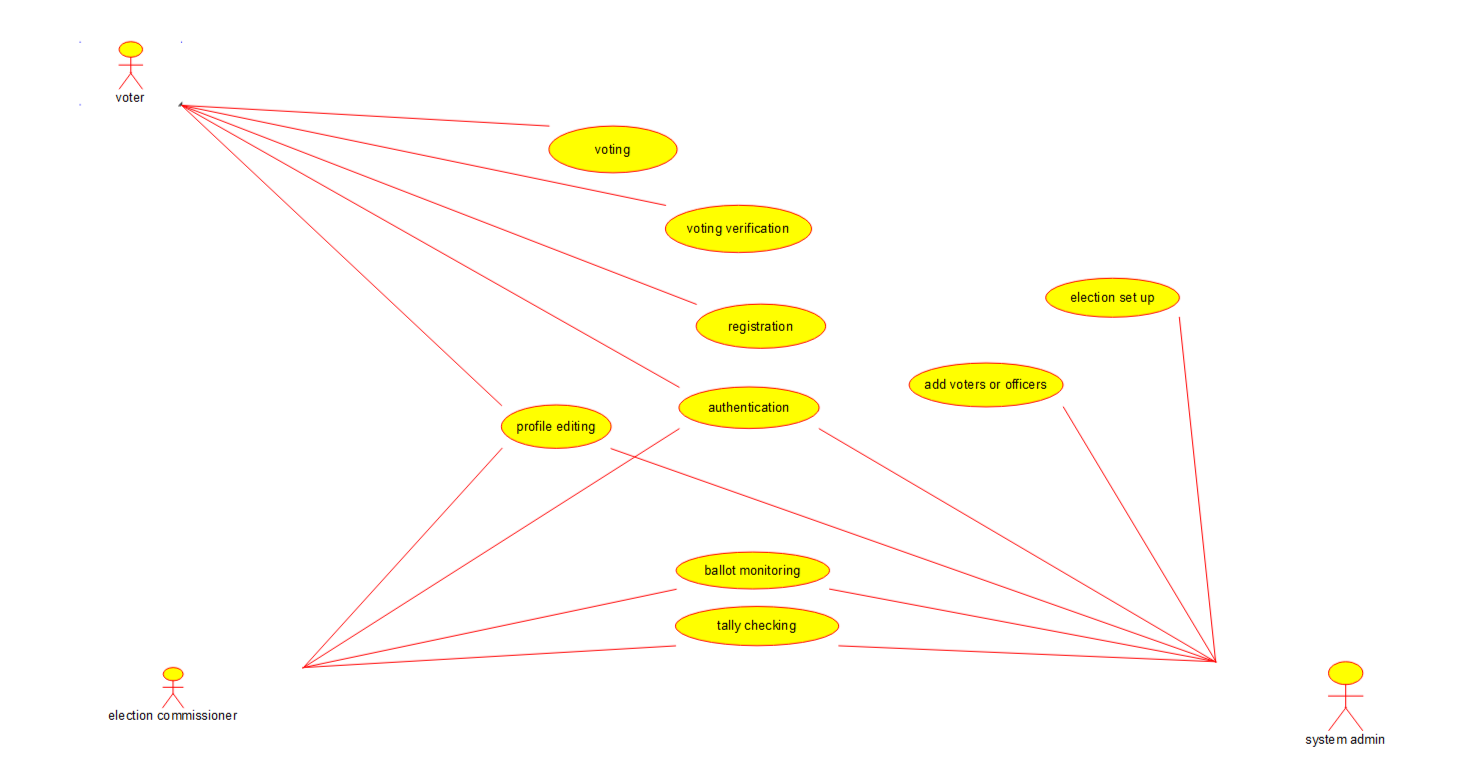 voter
voting
voting verification
election set up
registration
add voters or officers
authentication
profile editing
ballot monitoring
tally checking
election commissioner
system admin